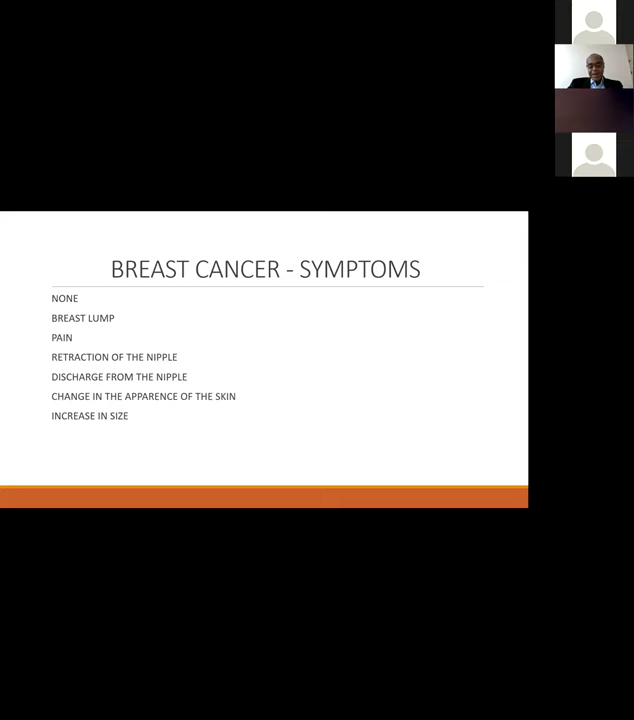 BREAST CANCER - SYMPTOMS
NONE
BREAST LUMP
PAIN
RETRACTION OF THE NIPPLE
DISCHARGE FROM THE NIPPLE
CHANGE IN THE APPARENCE OF THE SKIN
INCREASE IN SIZE